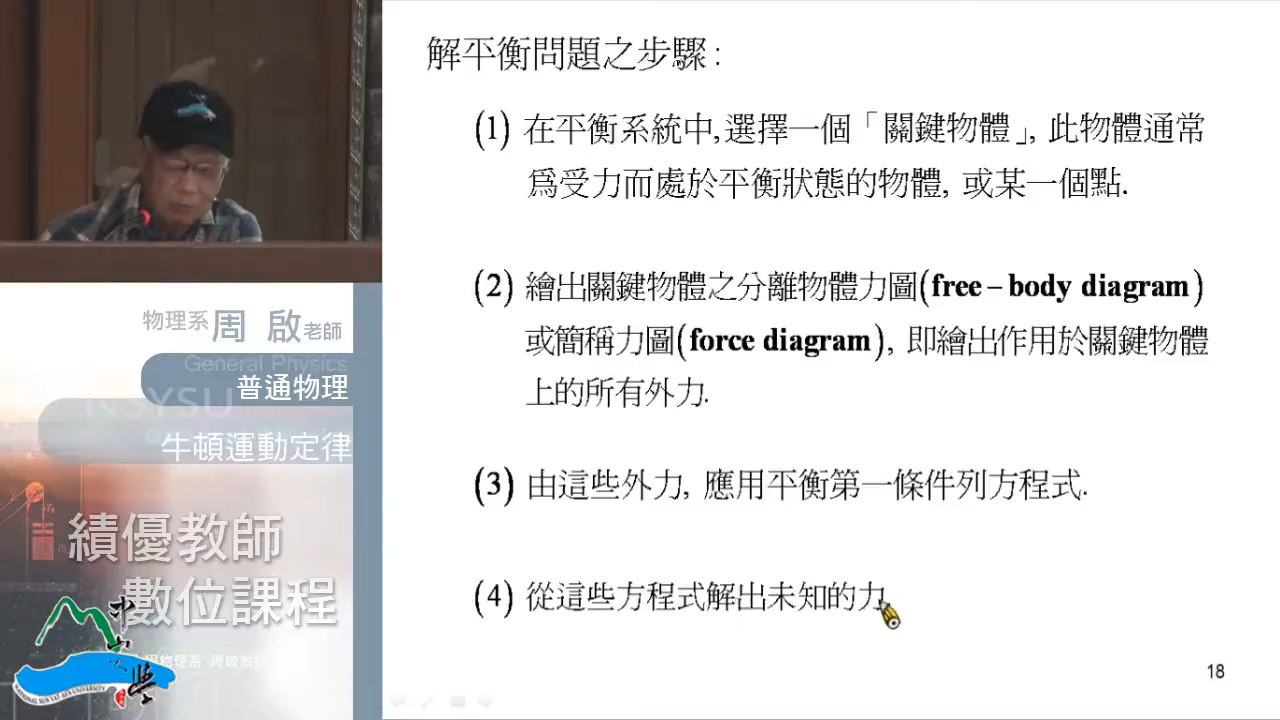 解平衡問題之步驟:
(1) 在平衡系統中,選擇一個「關鍵物體」, 此物體通常
為受力而處於平衡狀態的物體, 或某一個點.
(2) 繪出關鍵物體之分離物體力圖(free－body diagram)
或簡稱力圖(force diagram), 即繪出作用於關鍵物體
上的所有外力.
(3) 由這些外力, 應用平衡第一條件列方程式.
(4) 從這些方程式解出未知的力
18
物理系周 啟老師
General Physics
普通物理
NSYSU
牛頓運動定律
績優教師
數位課程
NATIONAL SUN YAT-SEN UNIVERSITY